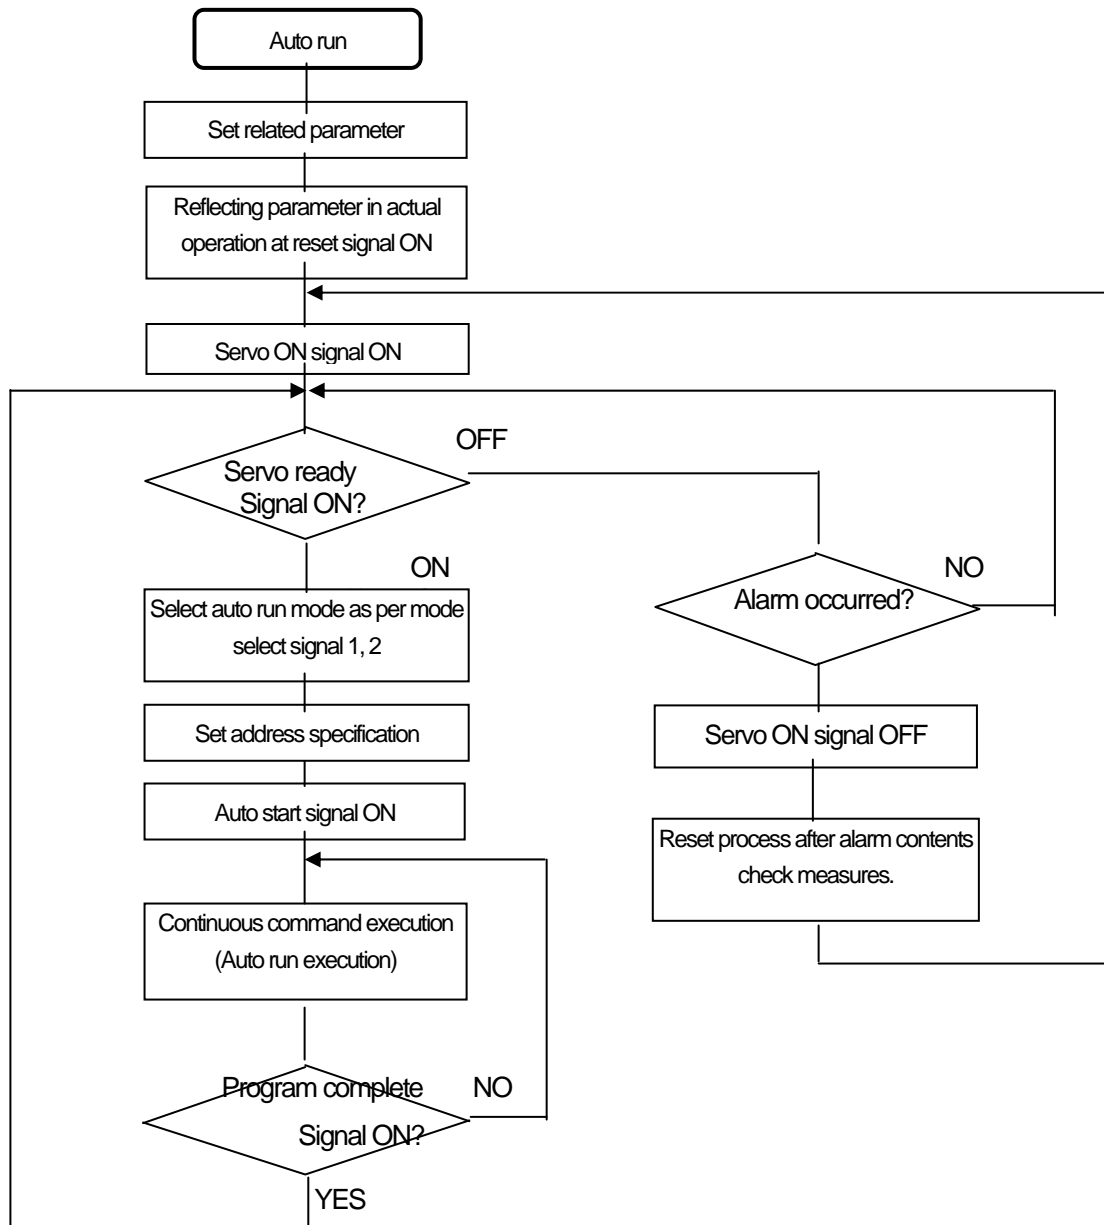 Auto run
Set related parameter
Reflecting parameter in actual
operation at reset signal ON
Servo ON signal ON
OFF
Servo ready
Signal ON?
ON
Select auto run mode as per mode
select signal 1, 2
Set address specification
Auto start signal ON
Continuous command execution
(Auto run execution)
Program complete
Signal ON?
NO
YES
Alarm occurred?
NO
Servo ON signal OFF
Reset process after alarm contents
check measures.